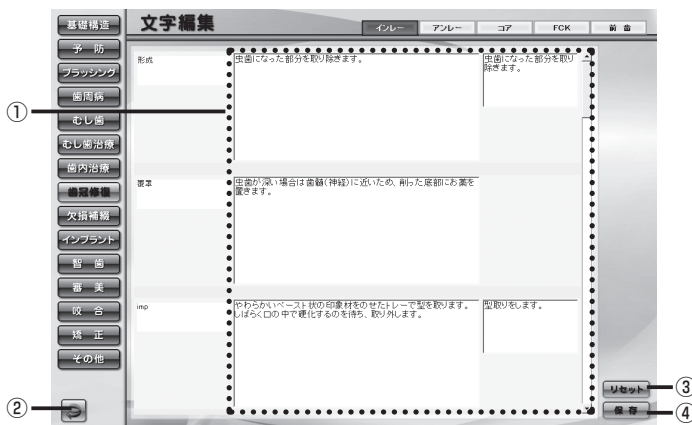 文字編集
インレー
アンレー
コア
FCK
前 歯
基礎構造
予 防
ブラッシング
歯周病
むし歯
むし歯治療
歯内治療
歯冠修復
欠損補綴
インプラント
智 歯
審 美
咬 合
矯 正
その他
形成
虫歯になった部分を取り除きます。
虫歯になった部分を取り
除きます。
覆罩
虫歯が深い場合は歯髄(神経)に近いため、削った底部にお薬を
置きます。
imp
やわらかいペースト状の印象材をのせたトレーで型を取ります。
しばらく口の中で硬化するのを待ち、取り外します。
型取りをします。
リセット
保 存
①
②
③
④